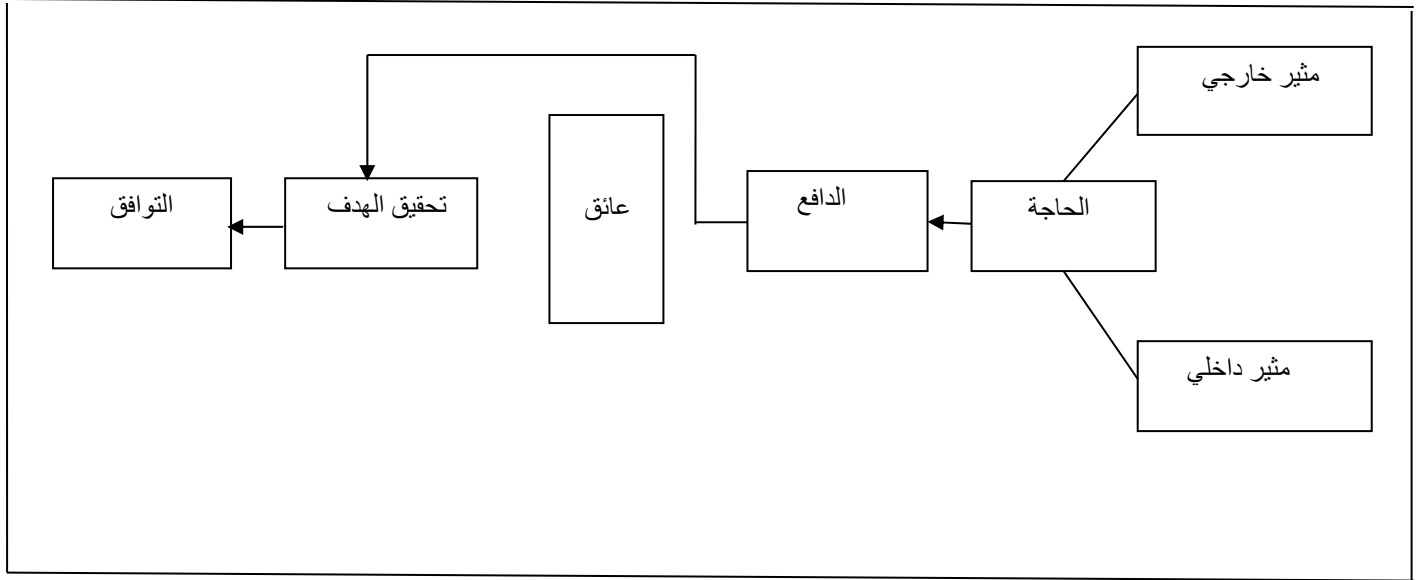 مثير خارجي
الحاجة
الدافع
عائق
تحقيق الهدف
التوافق
مثير داخلي